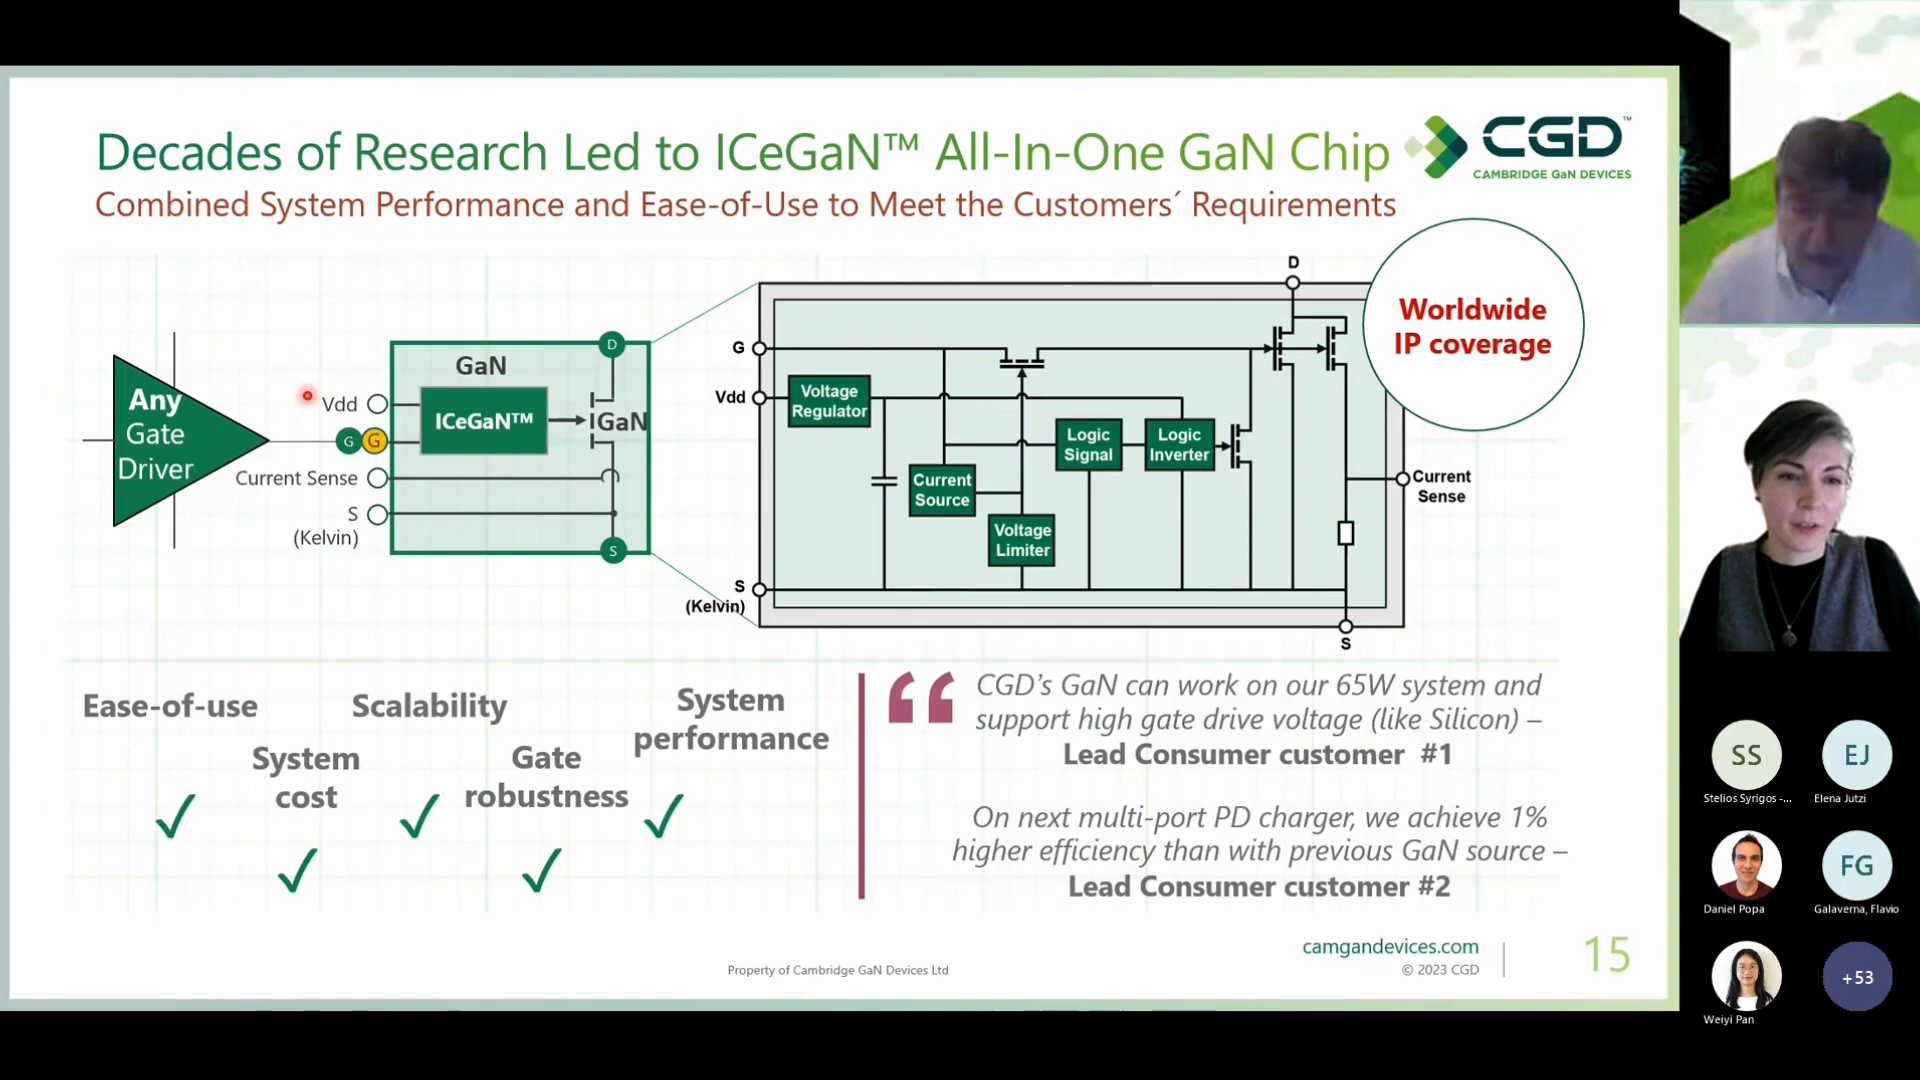 Decades of Research Led to ICeGaN™ All-In-One GaN Chip
CGD™
CAMBRIDGE GaN DEVICES
Combined System Performance and Ease-of-Use to Meet the Customers´ Requirements
Any
Gate
Driver
Vdd
G
G
Current Sense
S
(Kelvin)
GaN
ICeGaN™
GaN
D
S
D
G
Vdd
Voltage
Regulator
Current
Source
Voltage
Limiter
Logic
Signal
Logic
Inverter
Current
Sense
S
(Kelvin)
S
Worldwide
IP coverage
Ease-of-use
System
cost
Scalability
Gate
robustness
System
performance
CGD's GaN can work on our 65W system and
support high gate drive voltage (like Silicon) –
Lead Consumer customer #1
On next multi-port PD charger, we achieve 1%
higher efficiency than with previous GaN source –
Lead Consumer customer #2
Property of Cambridge GaN Devices Ltd
camgandevices.com
© 2023 CGD
15
SS
Stelios Syrigos -...
EJ
Elena Jutzi
Daniel Popa
FG
Galaverna, Flavio
Weiyi Pan
+53